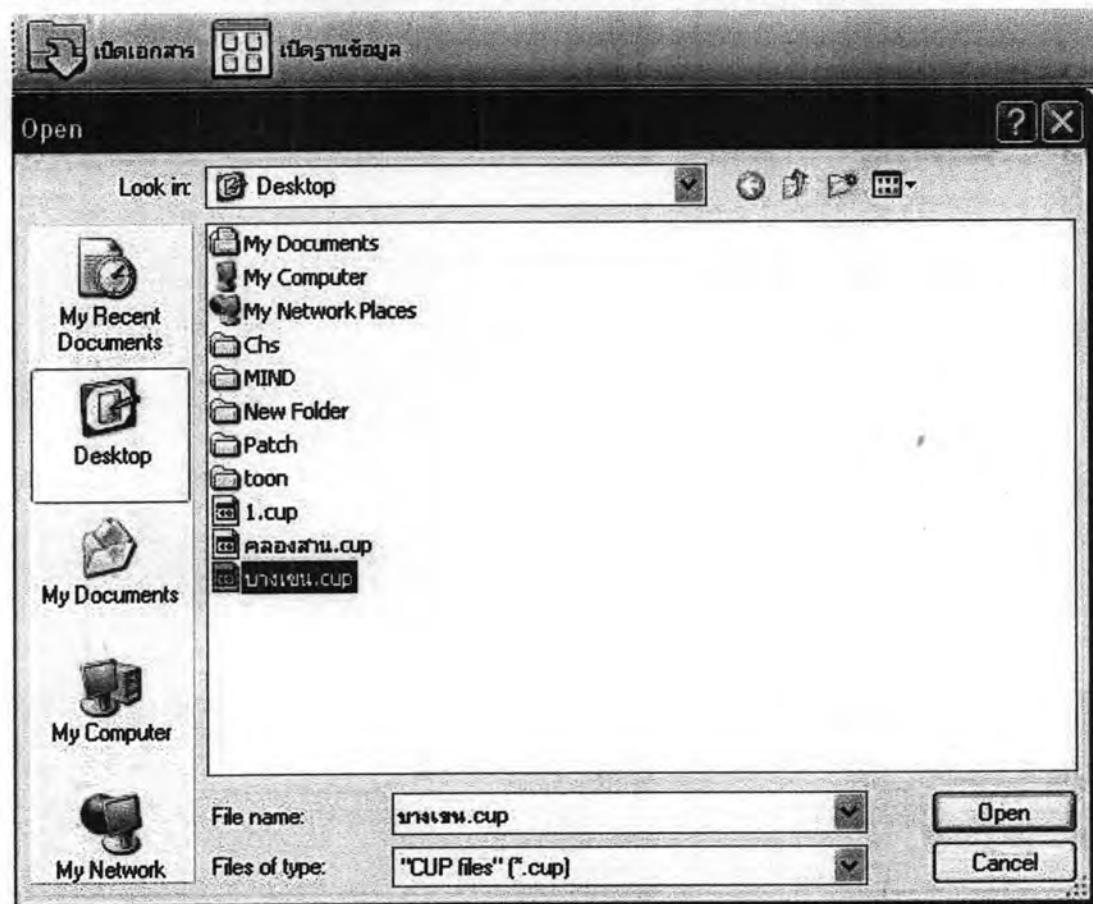 เปิดเอกสาร เปิดฐานข้อมูล
Open
Look in: Desktop
My Documents
My Computer
My Network Places
Chs
MIND
New Folder
Patch
toon
1.cup
คลองสาน.cup
บางเขน.cup
My Recent Documents
Desktop
My Documents
My Computer
My Network
File name: บางเขน.cup Open
Files of type: "CUP files" (*.cup) Cancel